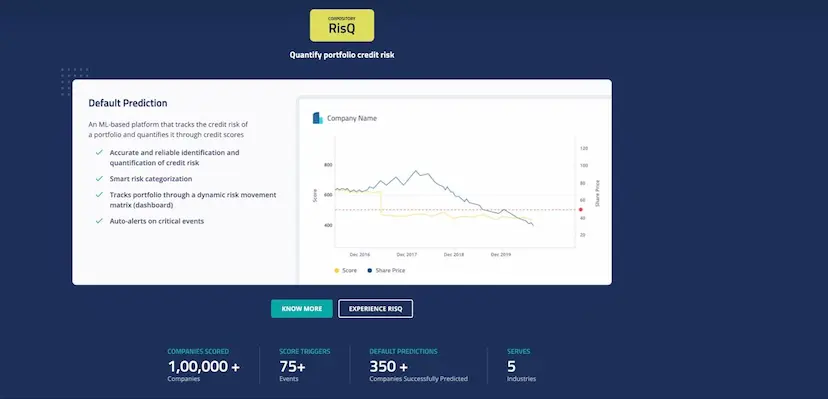 COMPOSITORY
RisQ
Quantify portfolio credit risk
Default Prediction
An ML-based platform that tracks the credit risk of
a portfolio and quantifies it through credit scores
Accurate and reliable identification and
quantification of credit risk
Smart risk categorization
Tracks portfolio through a dynamic risk movement
matrix (dashboard)
Auto-alerts on critical events
Company Name
Score
800
600
400
120
100
80
60
40
20
Share Price
Dec 2016
Dec 2017
Dec 2018
Dec 2019
Score
Share Price
KNOW MORE
EXPERIENCE RISQ
COMPANIES SCORED
1,00,000 +
Companies
SCORE TRIGGERS
75+
Events
DEFAULT PREDICTIONS
350 +
Companies Successfully Predicted
SERVES
5
Industries